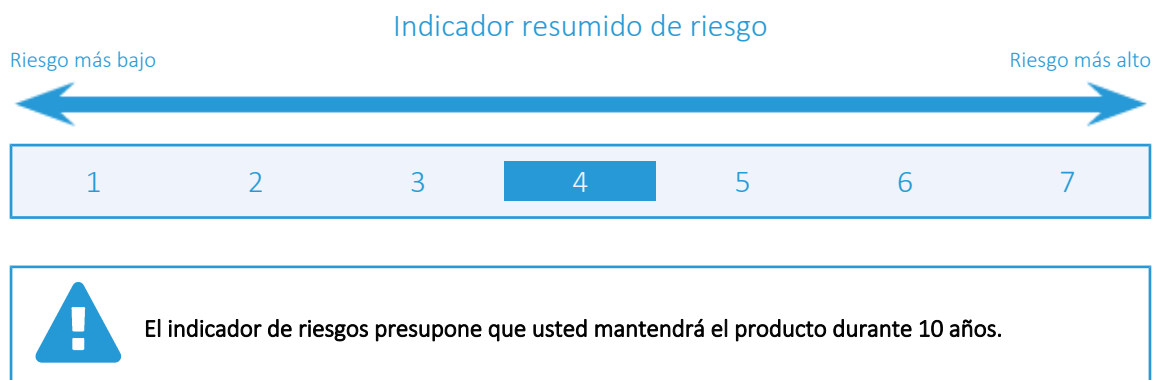 Indicador resumido de riesgo
Riesgo más bajo
Riesgo más alto
1 2 3 4 5 6 7
El indicador de riesgos presupone que usted mantendrá el producto durante 10 años.